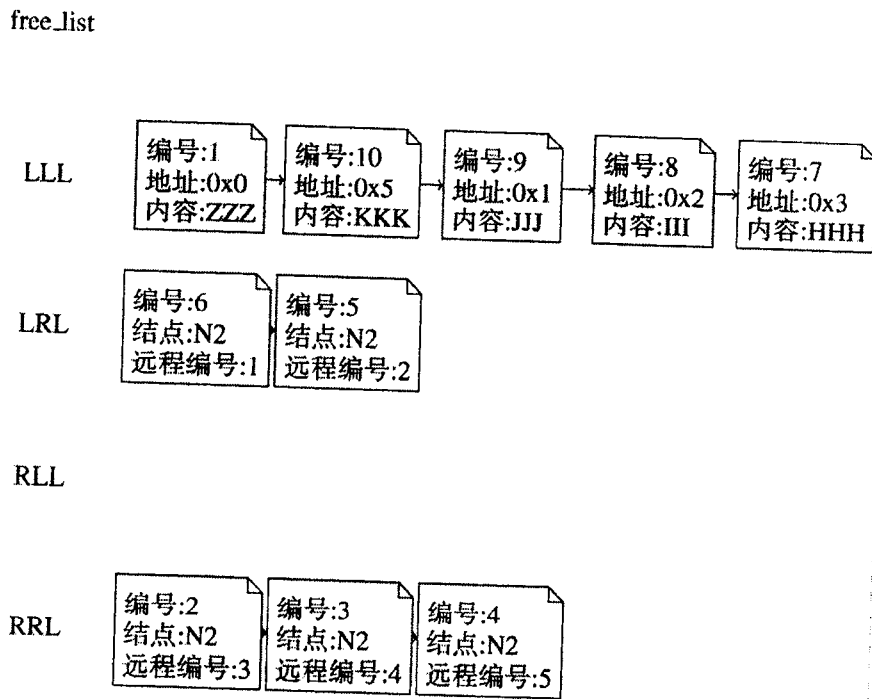 free_list
LLL
编号:1
地址:0x0
内容:ZZZ
编号:10
地址:0x5
内容:KKK
编号:9
地址:0x1
内容:JJJ
编号:8
地址:0x2
内容:III
编号:7
地址:0x3
内容:HHH
LRL
编号:6
结点:N2
远程编号:1
编号:5
结点:N2
远程编号:2
RLL
RRL
编号:2
结点:N2
远程编号:3
编号:3
结点:N2
远程编号:4
编号:4
结点:N2
远程编号:5